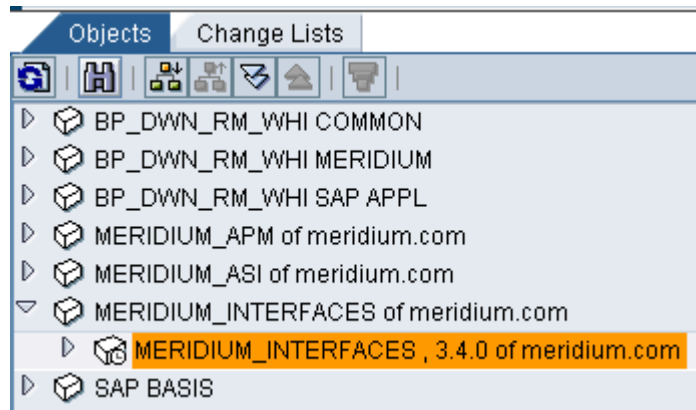 Objects Change Lists
BP_DWN_RM_WHI COMMON
BP_DWN_RM_WHI MERIDIUM
BP_DWN_RM_WHI SAP APPL
MERIDIUM_APM of meridium.com
MERIDIUM_ASI of meridium.com
MERIDIUM_INTERFACES of meridium.com
MERIDIUM_INTERFACES , 3.4.0 of meridium.com
SAP BASIS